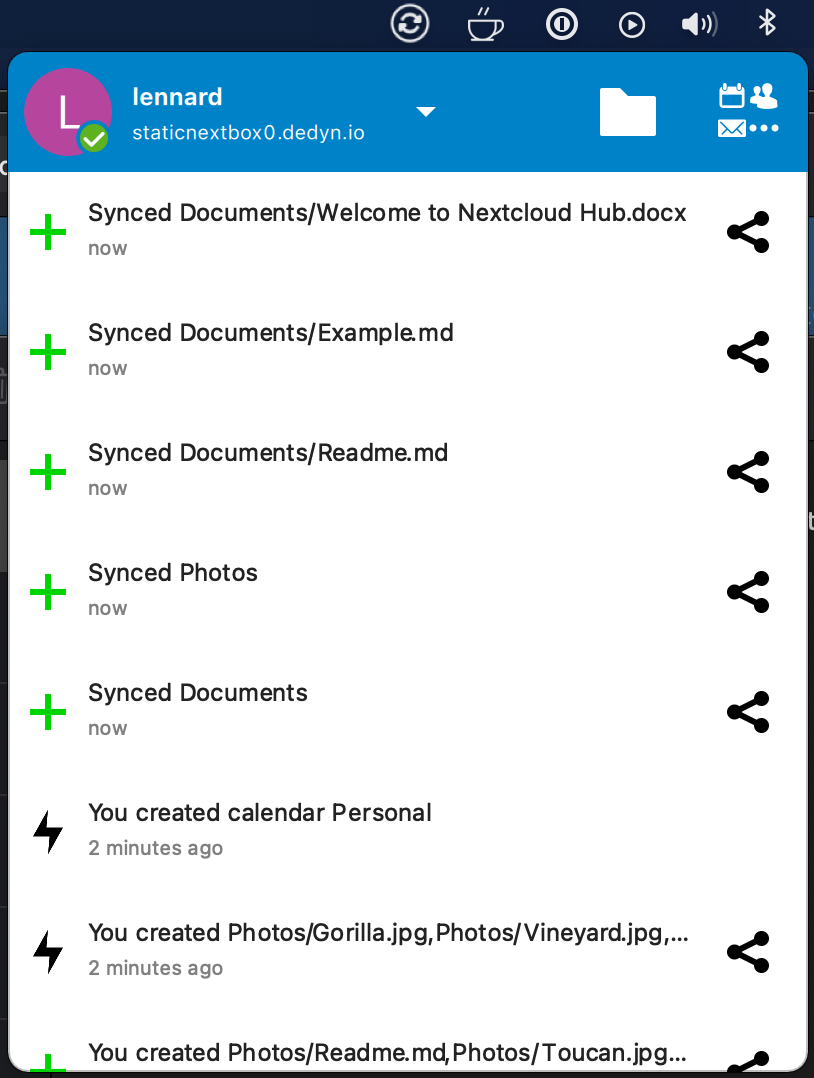 L
lennard
staticnextbox0.dedyn.io
Synced Documents/Welcome to Nextcloud Hub.docx
now
Synced Documents/Example.md
now
Synced Documents/Readme.md
now
Synced Photos
now
Synced Documents
now
You created calendar Personal
2 minutes ago
You created Photos/Gorilla.jpg,Photos/Vineyard.jpg,...
2 minutes ago
You created Photos/Readme.md,Photos/Toucan.jpg...